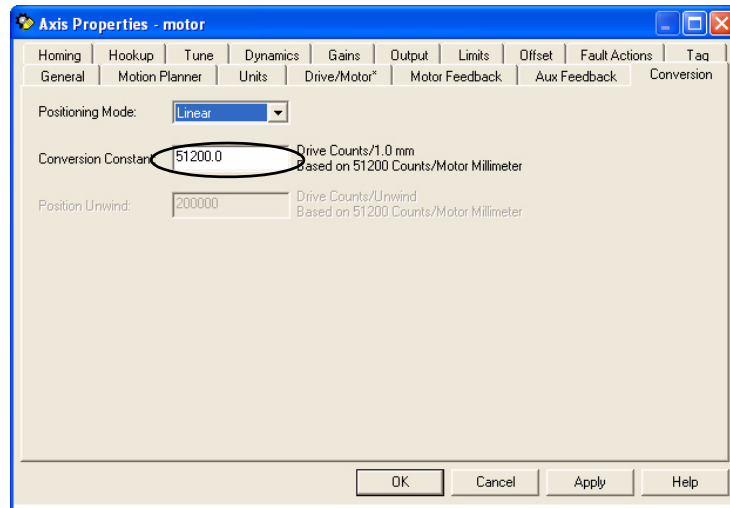 Axis Properties - motor
Homing Hookup Tune Dynamics Gains Output Limits Offset Fault Actions Tag
General Motion Planner Units Drive/Motor* Motor Feedback Aux Feedback Conversion
Positioning Mode: Linear
Conversion Constant 51200.0 Drive Counts/1.0 mm
Based on 51200 Counts/Motor Millimeter
Position Unwind: 200000 Drive Counts/Unwind
Based on 51200 Counts/Motor Millimeter
OK Cancel Apply Help